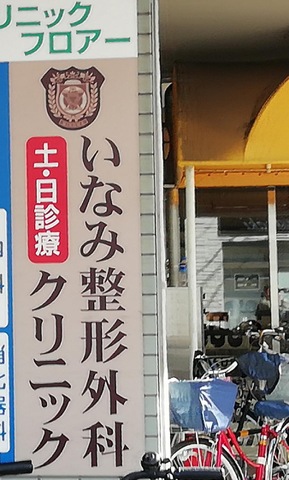 リニック
フロアー
いなみ整形外科
クリニック
土・日診療